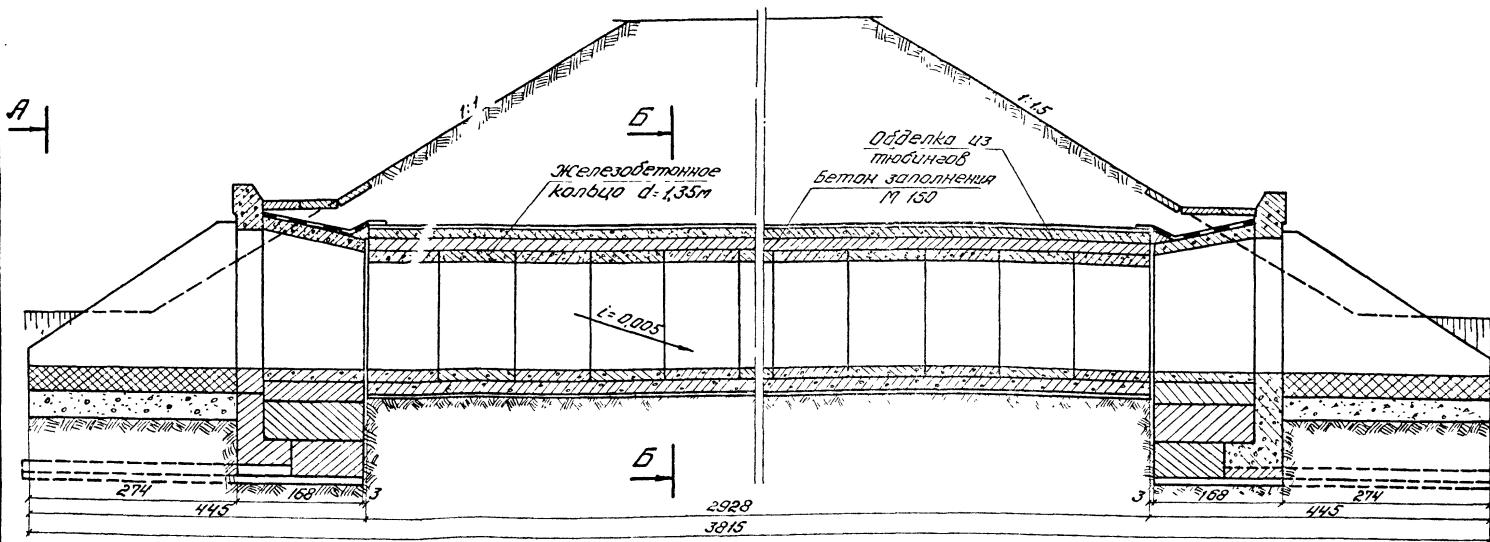 А
1:1
Б
1:1,5
Железобетонное
кольцо d=1,35м
Обделка из
тюбингов
Бетон заполнения
М 150
i=0,005
Б
274
168
3
3
168
274
445
2928
445
3815